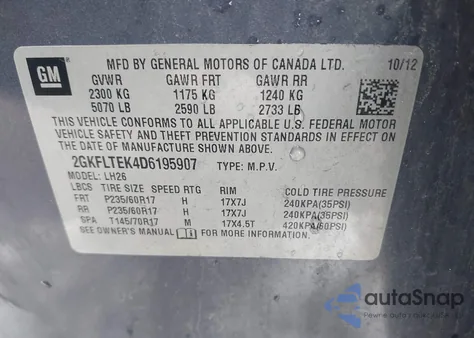 GM
MFD BY GENERAL MOTORS OF CANADA LTD. 10/12
GVWR GAWR FRT GAWR RR
2300 KG 1175 KG 1240 KG
5070 LB 2590 LB 2733 LB
THIS VEHICLE CONFORMS TO ALL APPLICABLE U.S. FEDERAL MOTOR
VEHICLE SAFETY AND THEFT PREVENTION STANDARDS IN EFFECT ON
THE DATE OF MANUFACTURE SHOWN ABOVE.
2GKFLTEK4D6195907 TYPE: M.P.V.
MODEL: LH26
LBCS TIRE SIZE SPEED RTG RIM COLD TIRE PRESSURE
FRT P235/60R17 H 17X7J 240KPA(35PSI)
RR P235/60R17 H 17X7J 240KPA(35PSI)
SPA T145/70R17 M 17X4.5T 420KPA(60PSI)
SEE OWNER'S MANUAL FOR MORE INFORMATION.
autoSnap